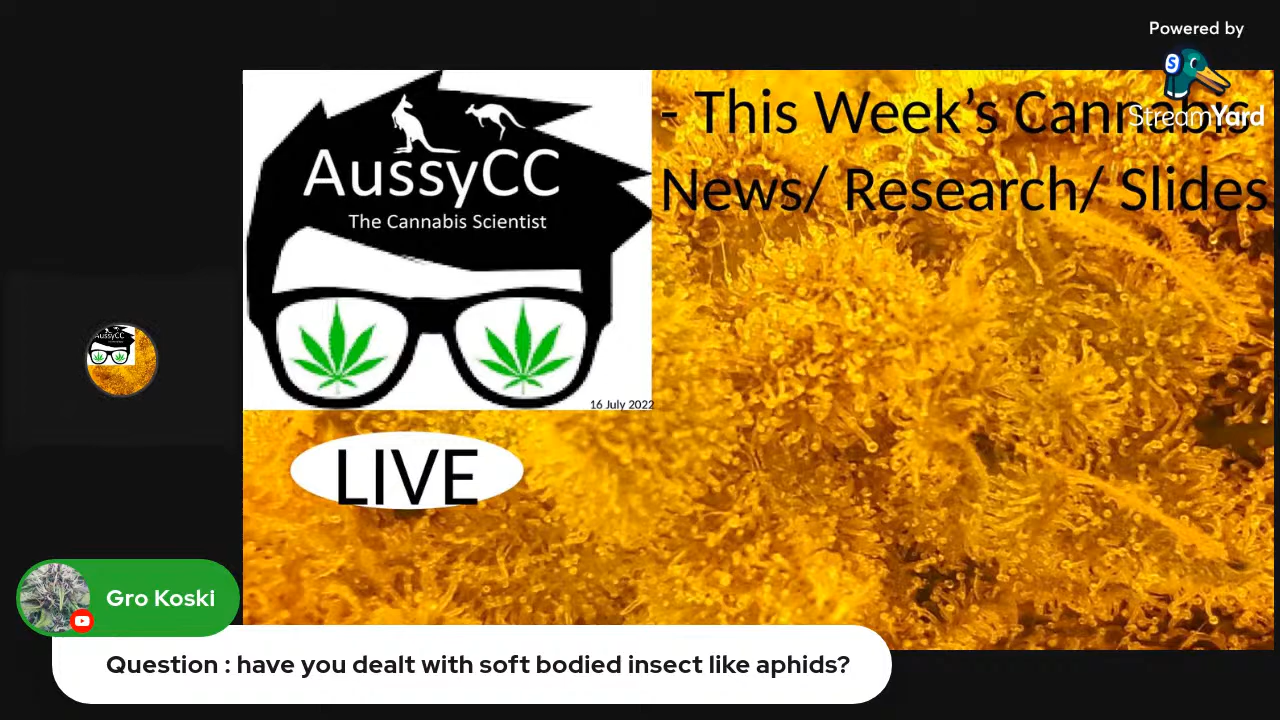 Powered by
StreamYard
- This Week's Cannabis
News/ Research/ Slides
AussyCC
The Cannabis Scientist
16 July 2022
LIVE
AussyCC
Gro Koski
Question : have you dealt with soft bodied insect like aphids?